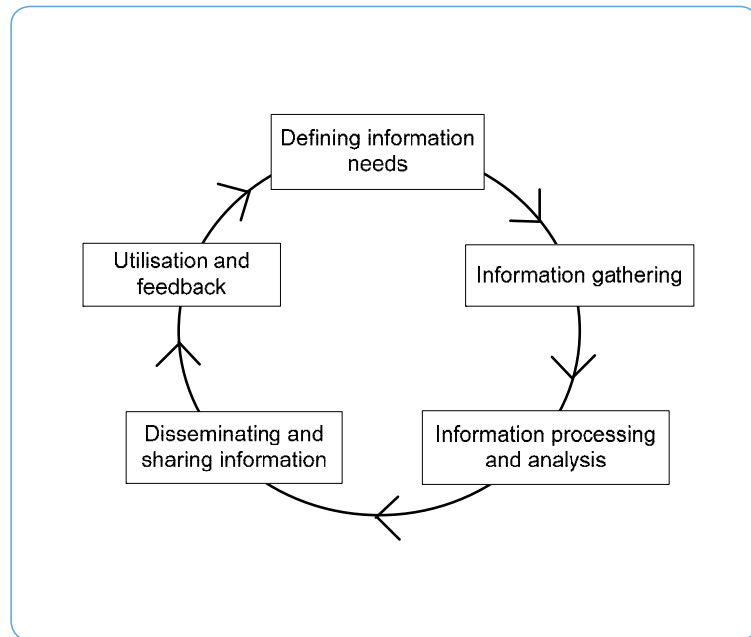 Defining information
needs
Information gathering
Information processing
and analysis
Disseminating and
sharing information
Utilisation and
feedback